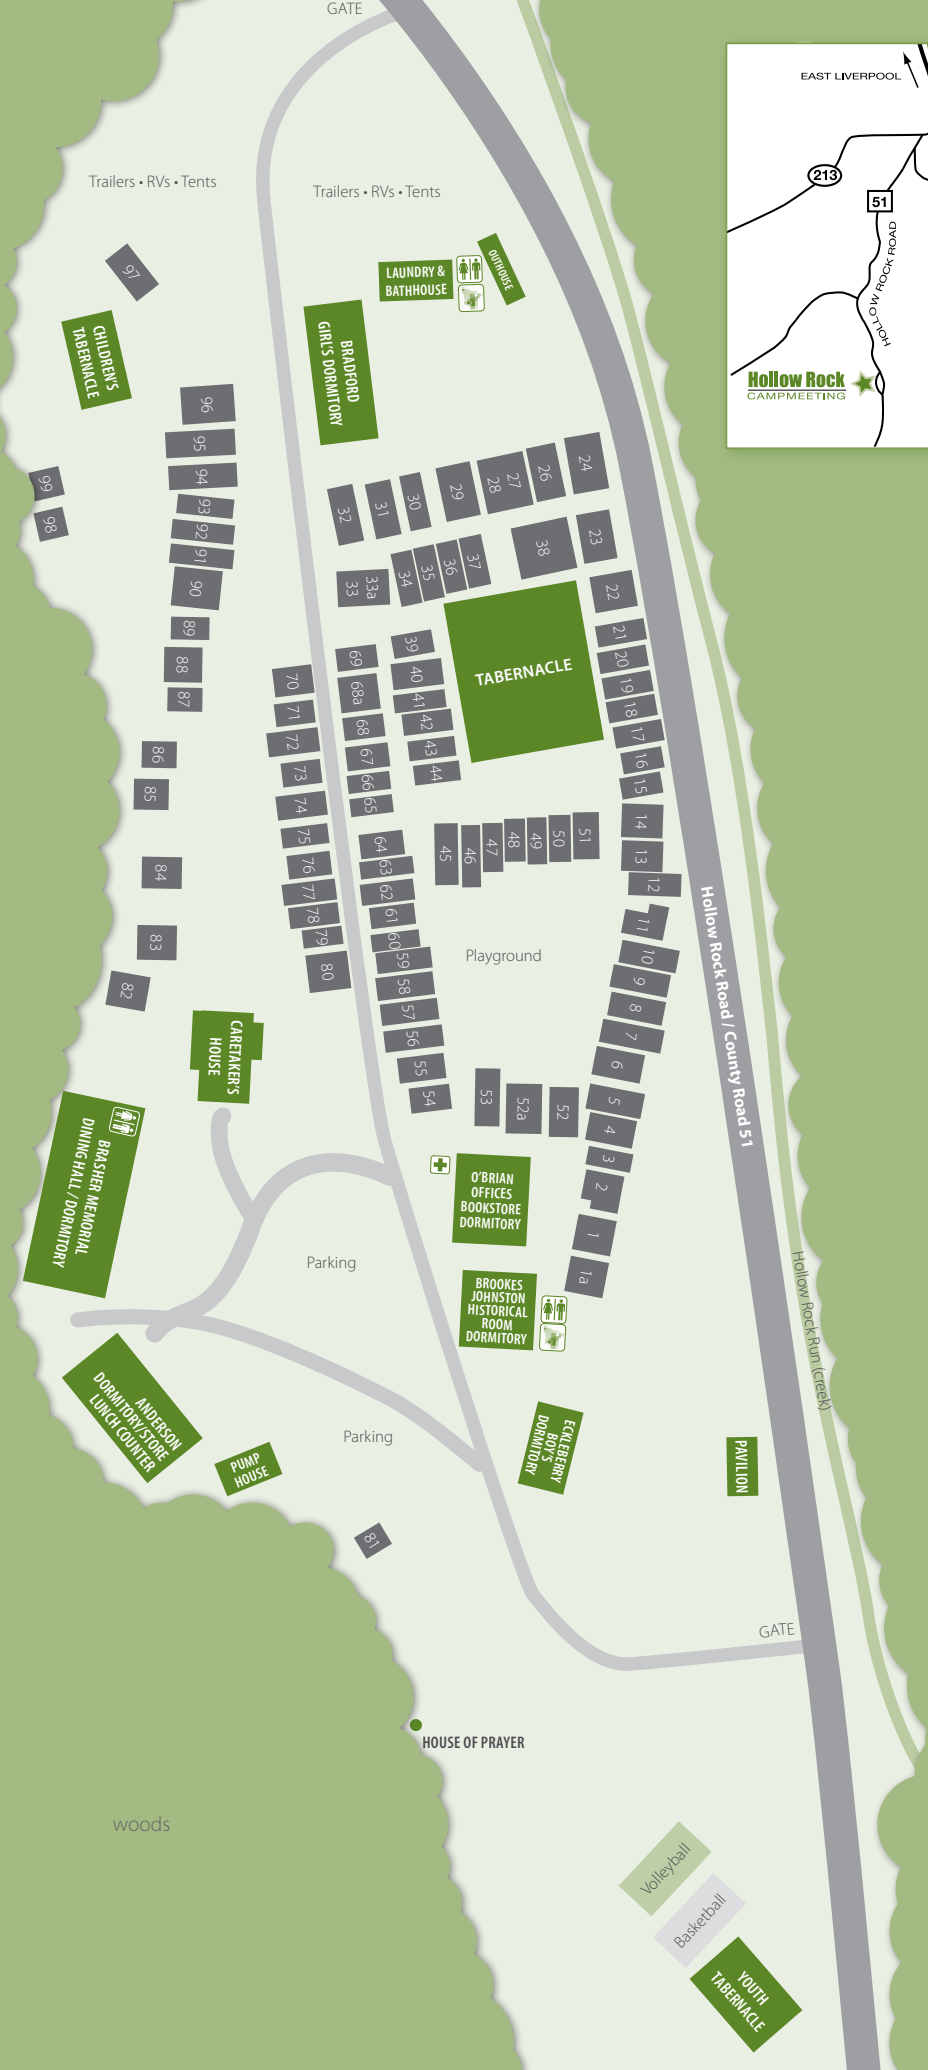 GATE
EAST LIVERPOOL
213
51
HOLLOW ROCK ROAD
Hollow Rock
CAMPMEETING
Trailers • RVs • Tents
Trailers • RVs • Tents
97
LAUNDRY &
BATHHOUSE
OUTHOUSE
CHILDREN'S
TABERNACLE
BRADFORD
GIRL'S DORMITORY
96
95
94
93
92
91
90
89
88
87
86
85
84
83
82
99
98
32
31
30
29
28
27
26
24
33
33a
34
35
36
37
38
23
22
21
20
19
18
17
16
15
14
13
12
11
10
9
8
7
6
5
4
3
2
1
1a
TABERNACLE
39
40
41
42
43
44
69
68a
68
67
66
65
64
63
62
61
60
59
58
57
56
55
54
70
71
72
73
74
75
76
77
78
79
80
45
46
47
48
49
50
51
Playground
53
52a
52
Hollow Rock Road / County Road 51
CARETAKER'S
HOUSE
BRASHER MEMORIAL
DINING HALL / DORMITORY
O'BRIAN
OFFICES
BOOKSTORE
DORMITORY
Parking
BROOKES
JOHNSTON
HISTORICAL
ROOM
DORMITORY
Hollow Rock Run (creek)
ANDERSON
DORMITORY/STORE
LUNCH COUNTER
Parking
ECKLEBERRY
BOY'S
DORMITORY
PAVILION
PUMP
HOUSE
81
GATE
HOUSE OF PRAYER
woods
Volleyball
Basketball
YOUTH
TABERNACLE